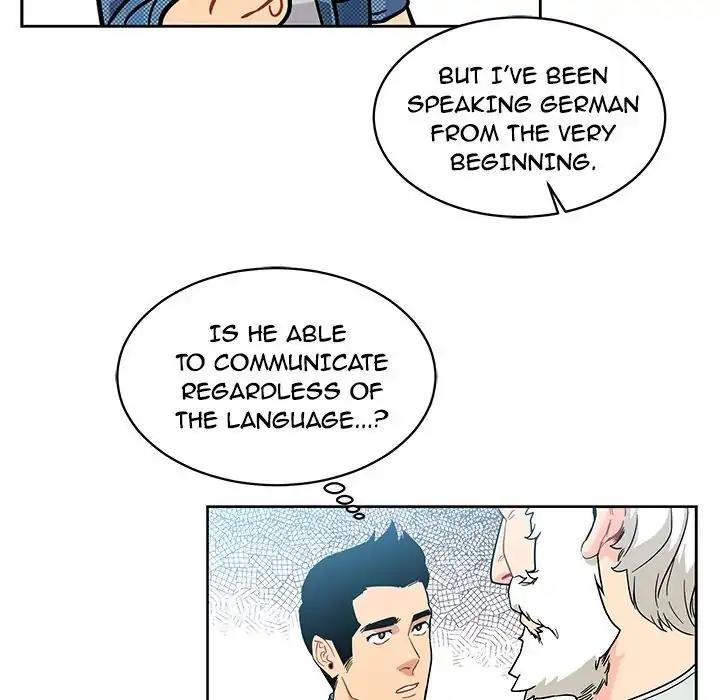 BUT I'VE BEEN
SPEAKING GERMAN
FROM THE VERY
BEGINNING.
IS HE ABLE
TO COMMUNICATE
REGARDLESS OF
THE LANGUAGE...?